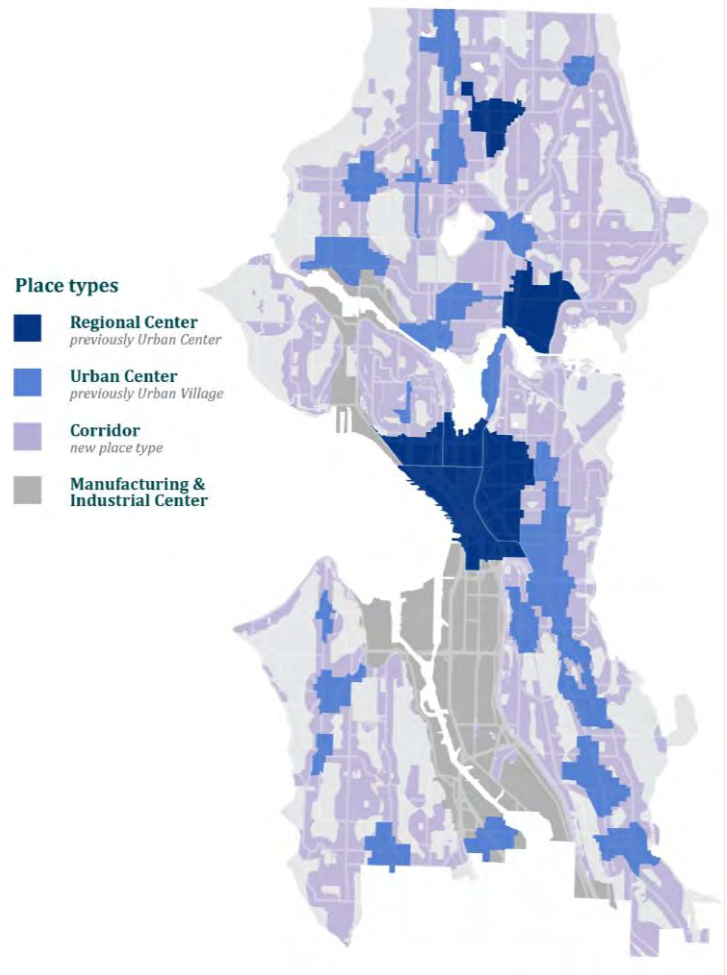 Place types
Regional Center
previously Urban Center
Urban Center
previously Urban Village
Corridor
new place type
Manufacturing &
Industrial Center